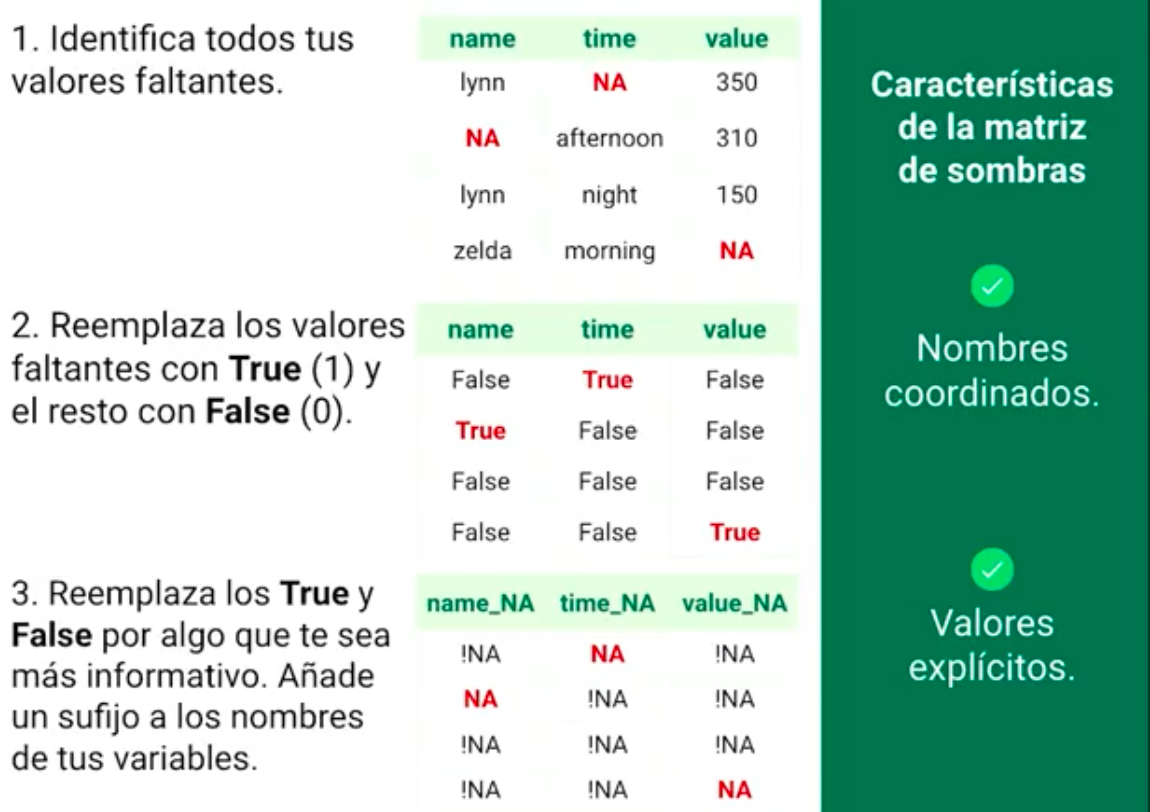 1. Identifica todos tus
valores faltantes.
name time value
lynn NA 350
NA afternoon 310
lynn night 150
zelda morning NA
2. Reemplaza los valores
faltantes con True (1) y
el resto con False (0).
name time value
False True False
True False False
False False False
False False True
3. Reemplaza los True y
False por algo que te sea
más informativo. Añade
un sufijo a los nombres
de tus variables.
name_NA time_NA value_NA
!NA NA !NA
NA !NA !NA
!NA !NA !NA
!NA !NA NA
Características
de la matriz
de sombras
Nombres
coordinados.
Valores
explícitos.